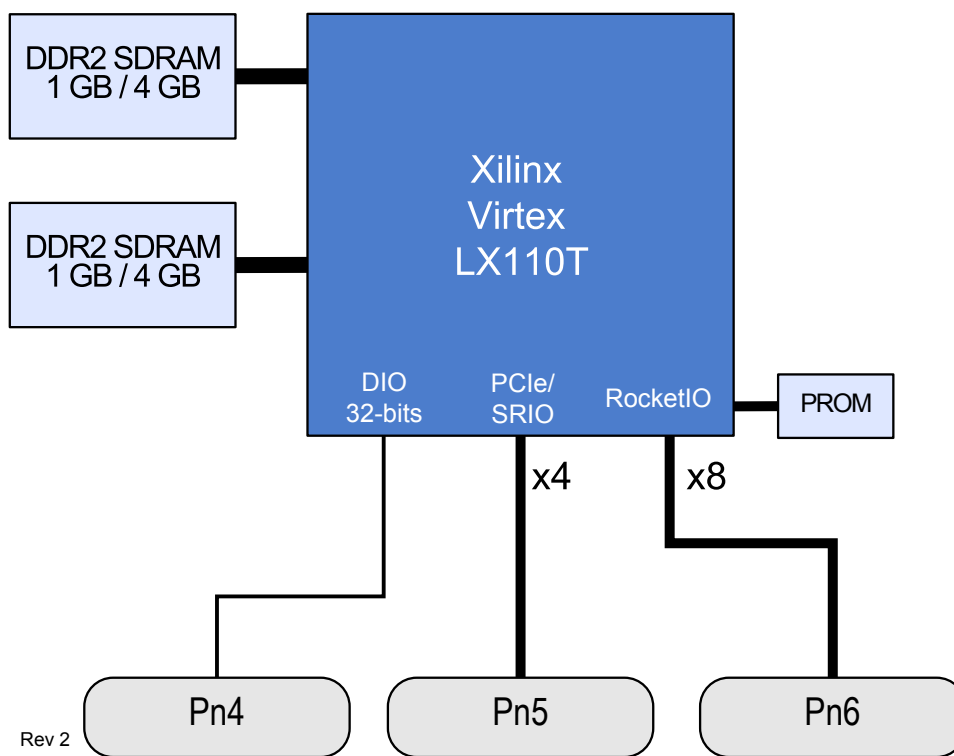 DDR2 SDRAM
1 GB / 4 GB
DDR2 SDRAM
1 GB / 4 GB
Xilinx
Virtex
LX110T
DIO
32-bits
PCIe/
SRIO
RocketIO
PROM
x4
x8
Pn4
Pn5
Pn6
Rev 2